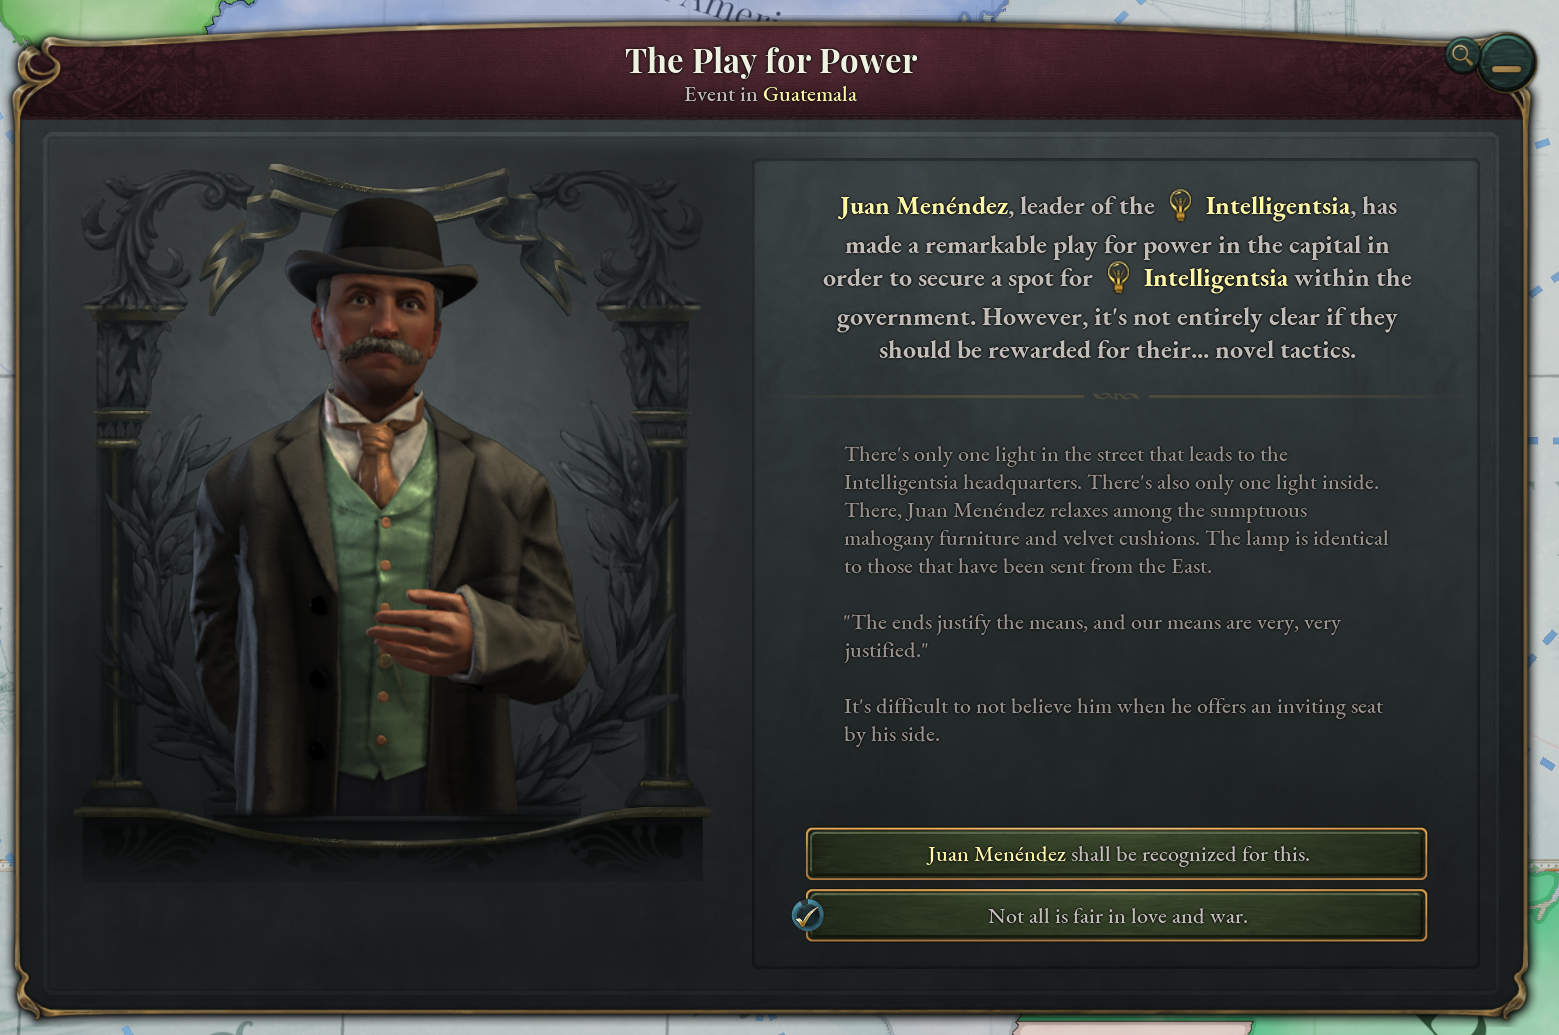 Ameri
The Play for Power
Event in Guatemala
Juan Menéndez, leader of the Intelligentsia, has
made a remarkable play for power in the capital in
order to secure a spot for Intelligentsia within the
government. However, it's not entirely clear if they
should be rewarded for their... novel tactics.
There's only one light in the street that leads to the
Intelligentsia headquarters. There's also only one light inside.
There, Juan Menéndez relaxes among the sumptuous
mahogany furniture and velvet cushions. The lamp is identical
to those that have been sent from the East.
"The ends justify the means, and our means are very, very
justified."
It's difficult to not believe him when he offers an inviting seat
by his side.
Juan Menéndez shall be recognized for this.
Not all is fair in love and war.